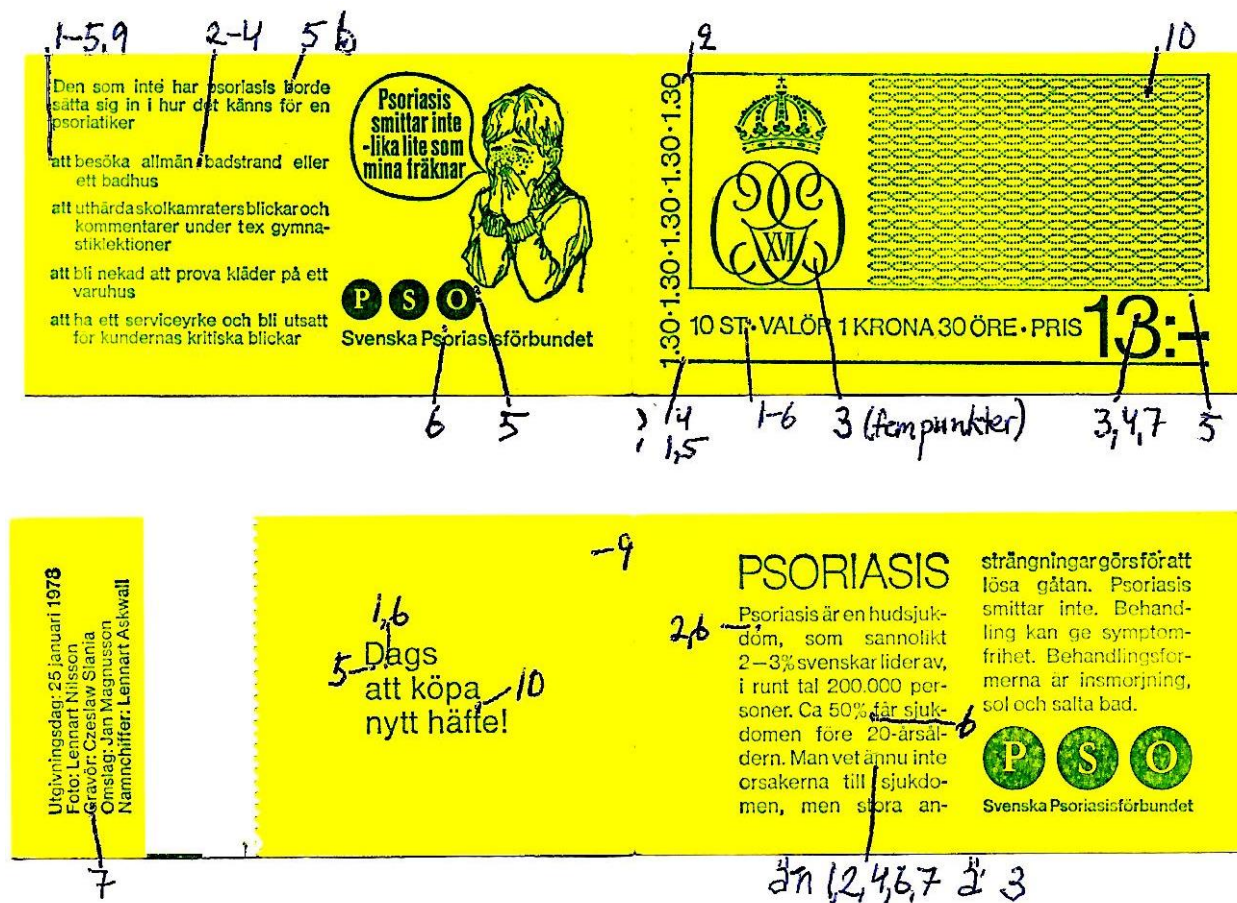 1-5,9 2-4 5 b 2 10
Den som inte har psoriasis borde
sätta sig in i hur det känns för en
psoriatiker
att besöka allmän badstrand eller
ett badhus
att uthärda skolkamraters blickar och
kommentarer under tex gymna-
stiklektioner
att bli nekad att prova kläder på ett
varuhus
att ha ett serviceyrke och bli utsatt
för kundernas kritiska blickar
Psoriasis
smittar inte
-lika lite som
mina fräknar
P S O
Svenska Psoriasisförbundet
1.30·1.30·1.30·1.30·1.30·1.30
XVI
10 ST·VALÖR 1 KRONA 30 ÖRE·PRIS 13:-
6 5 1,4 1-6 3 (fempunkter) 3,4,7 5
1,5
Utgivningsdag: 25 januari 1978
Foto: Lennart Nilsson
Gravör: Czeslaw Slania
Omslag: Jan Magnusson
Namnchiffer: Lennart Askwall
7
-9
1,6
5 Dags
att köpa
nytt häfte!
10
PSORIASIS
2,6
Psoriasis är en hudsjuk-
dom, som sannolikt
2–3% svenskar lider av,
i runt tal 200.000 per-
soner. Ca 50% får sjuk-
domen före 20-årsål-
dern. Man vet ännu inte
orsakerna till sjukdo-
men, men stora an-
6
strängningar görs för att
lösa gåtan. Psoriasis
smittar inte. Behand-
ling kan ge symptom-
frihet. Behandlingsfor-
merna är insmorjning,
sol och salta bad.
P S O
Svenska Psoriasisförbundet
än 1,2,4,6,7 ä 3